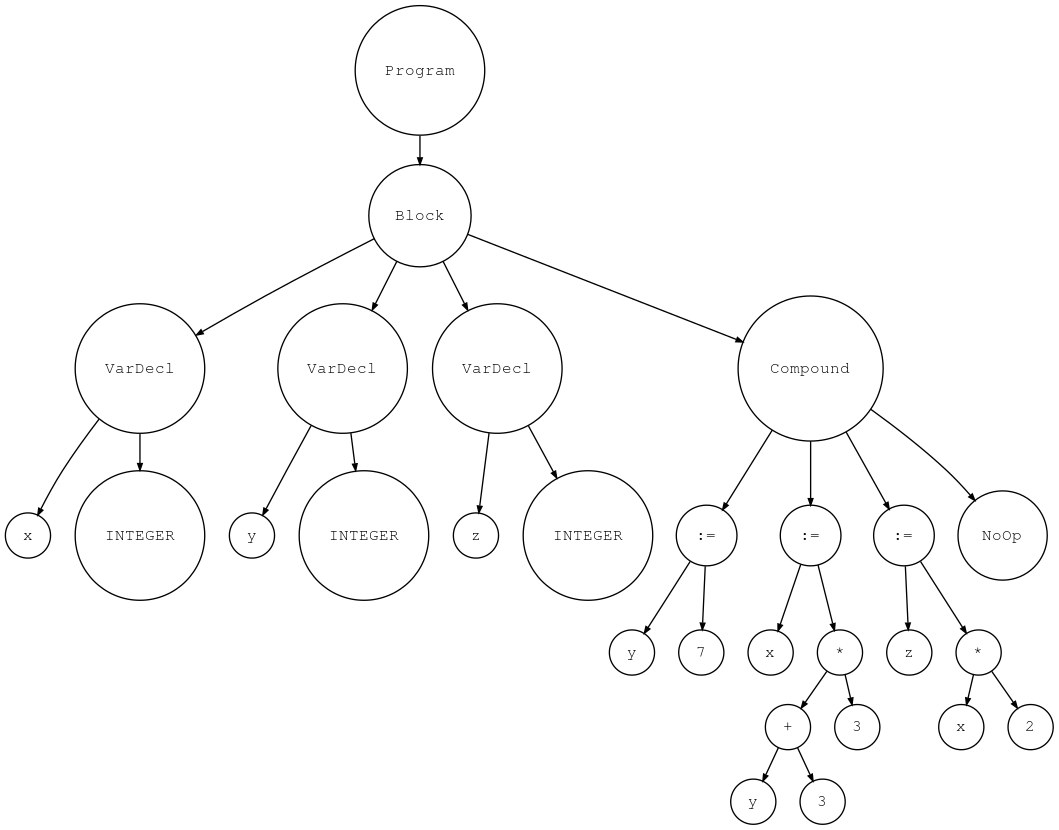 Program
Block
VarDecl VarDecl VarDecl Compound
x INTEGER y INTEGER z INTEGER := := := NoOp
y 7 x * z *
+ 3 x 2
y 3